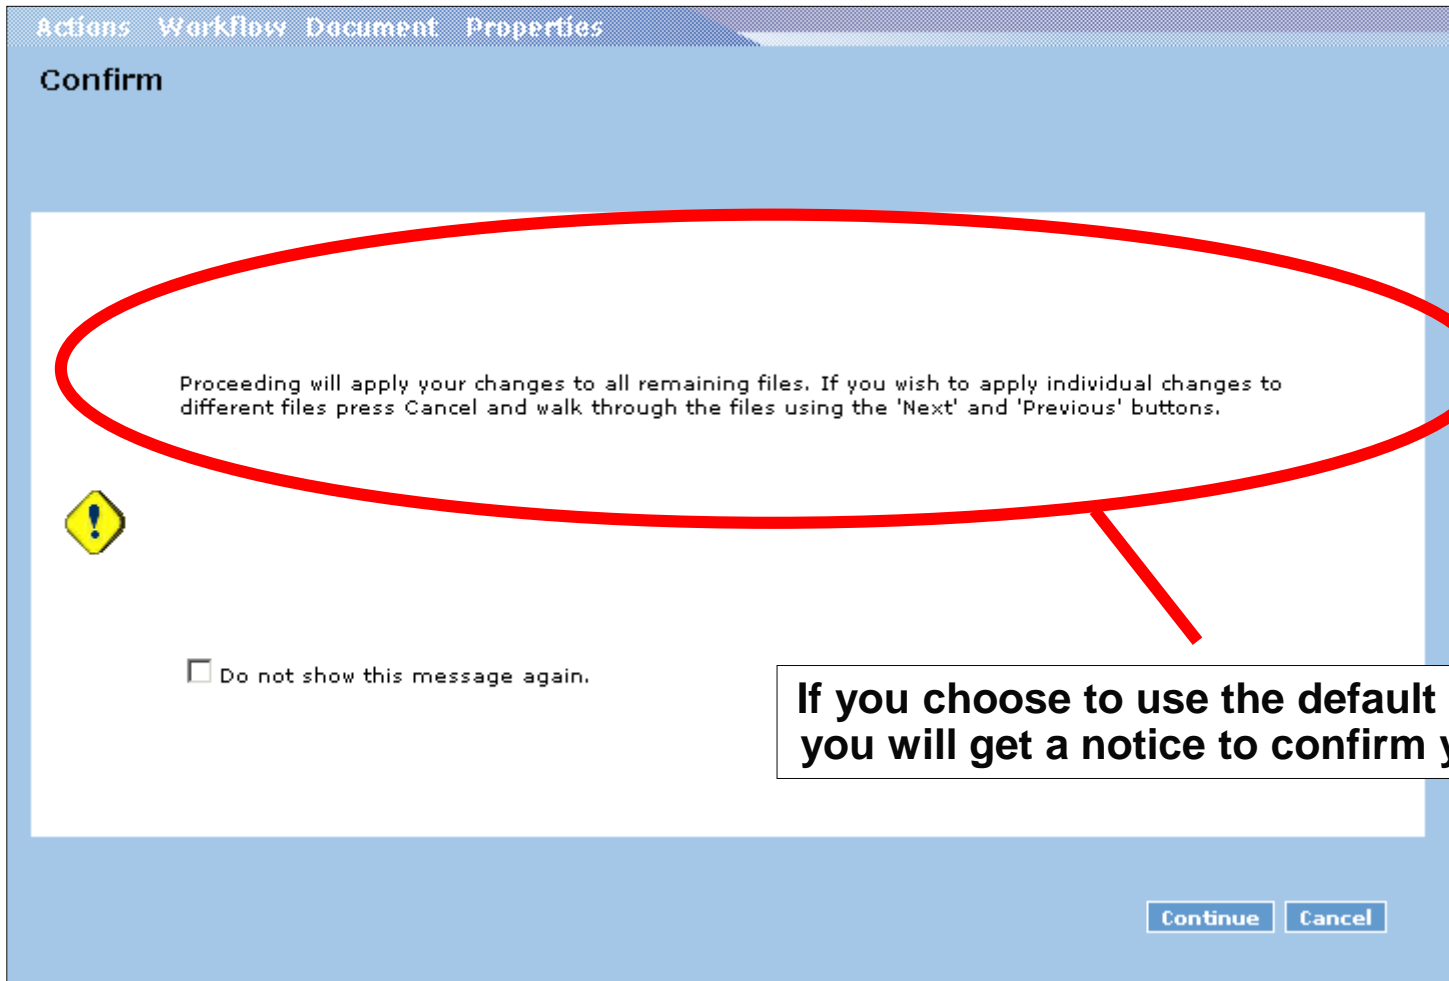 Actions Workflow Document Properties
Confirm
Proceeding will apply your changes to all remaining files. If you wish to apply individual changes to
different files press Cancel and walk through the files using the 'Next' and 'Previous' buttons.
Do not show this message again.
If you choose to use the default
you will get a notice to confirm
Continue Cancel